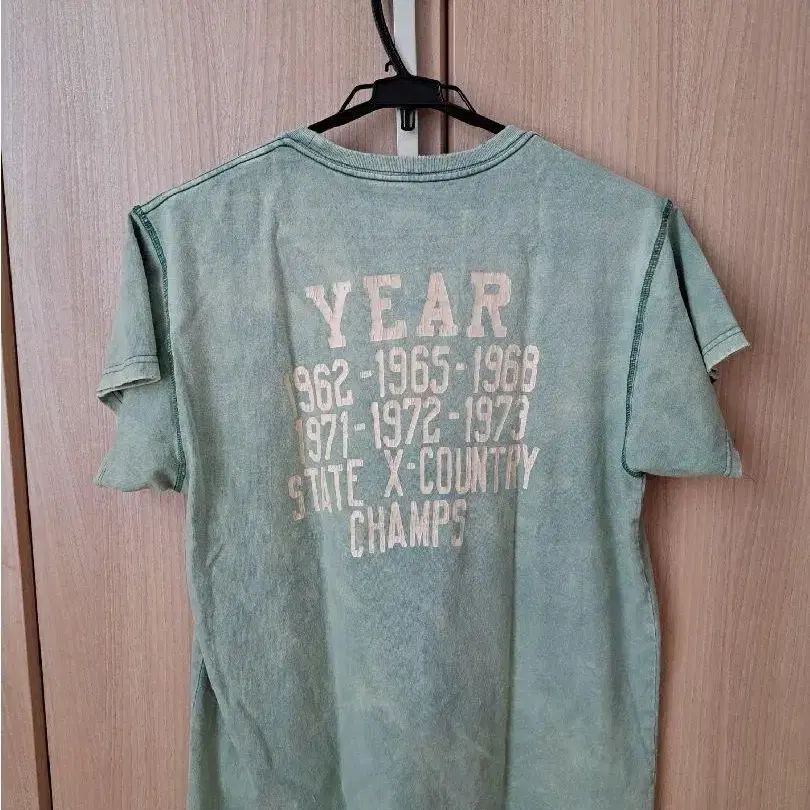 YEAR
1962-1965-1968
1971-1972-1973
STATE X-COUNTRY
CHAMPS